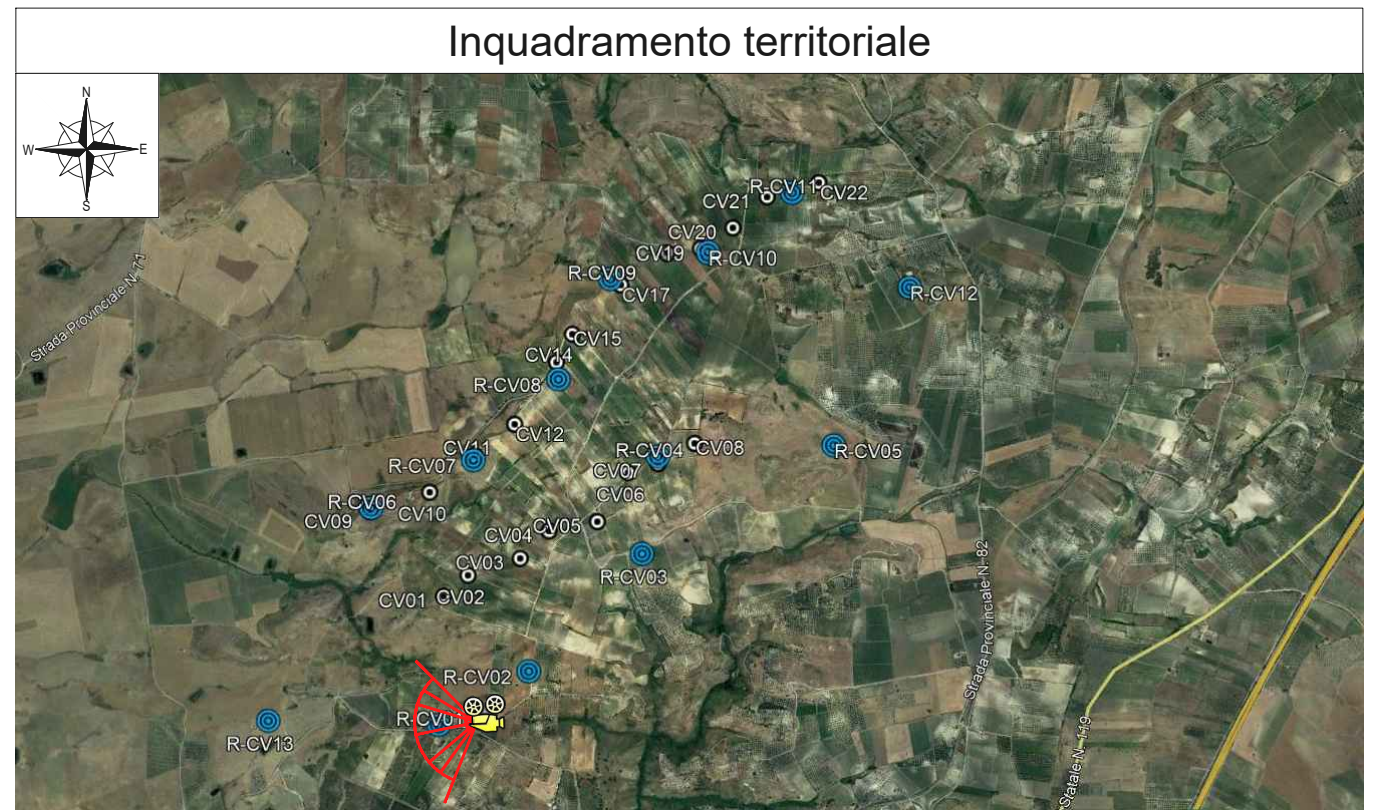 Inquadramento territoriale
N
W
E
S
R-CV11
CV22
CV21
CV20
CV19
R-CV10
R-CV09
CV17
R-CV12
Strada Provinciale N. 71
CV15
CV14
R-CV08
CV12
CV11
R-CV07
R-CV04
CV08
R-CV05
CV07
CV06
R-CV06
CV09
CV10
CV05
CV04
CV03
R-CV03
CV01
CV02
Strada Provinciale N. 82
R-CV02
R-CV01
R-CV13
Statale N. 119